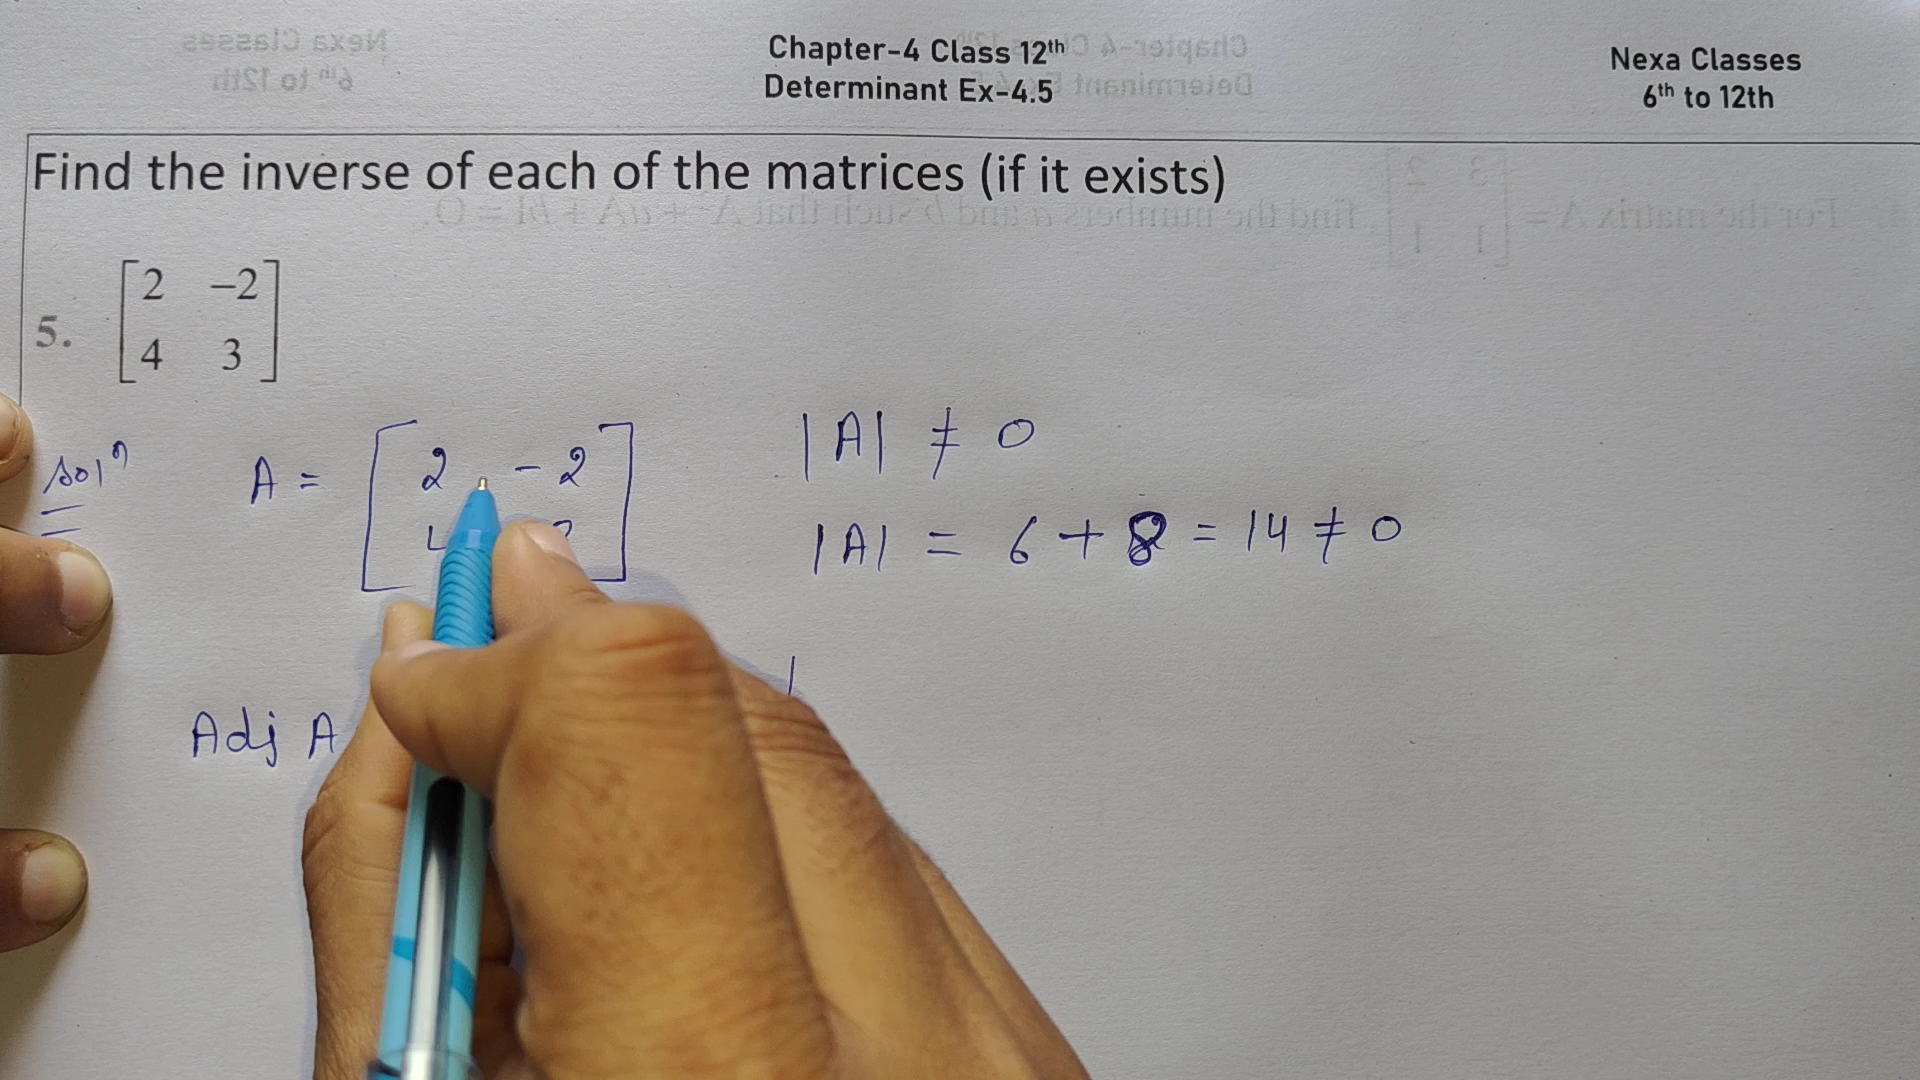 Chapter-4 Class 12th
Determinant Ex-4.5
Nexa Classes
6th to 12th
Find the inverse of each of the matrices (if it exists)
5. [2 -2
4 3]
solⁿ A = [2 -2
|A| ≠ 0
|A| = 6 + 8 = 14 ≠ 0
Adj A